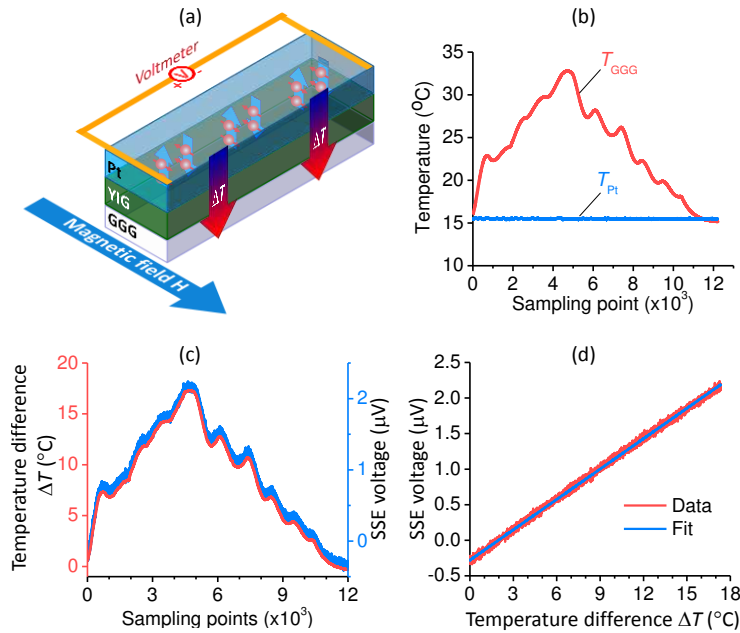 (a)
Voltmeter
+ V -
ΔT
ΔT
Pt
YIG
GGG
Magnetic field H
(b)
Temperature (°C)
35
30
25
20
15
10
T_GGG
T_Pt
0 2 4 6 8 10 12
Sampling point (x10³)
(c)
Temperature difference
ΔT (°C)
20
15
10
5
0
2
1
0
SSE voltage (µV)
0 3 6 9 12
Sampling points (x10³)
(d)
SSE voltage (µV)
2.5
2.0
1.5
1.0
0.5
0.0
-0.5
Data
Fit
0 3 6 9 12 15 18
Temperature difference ΔT (°C)